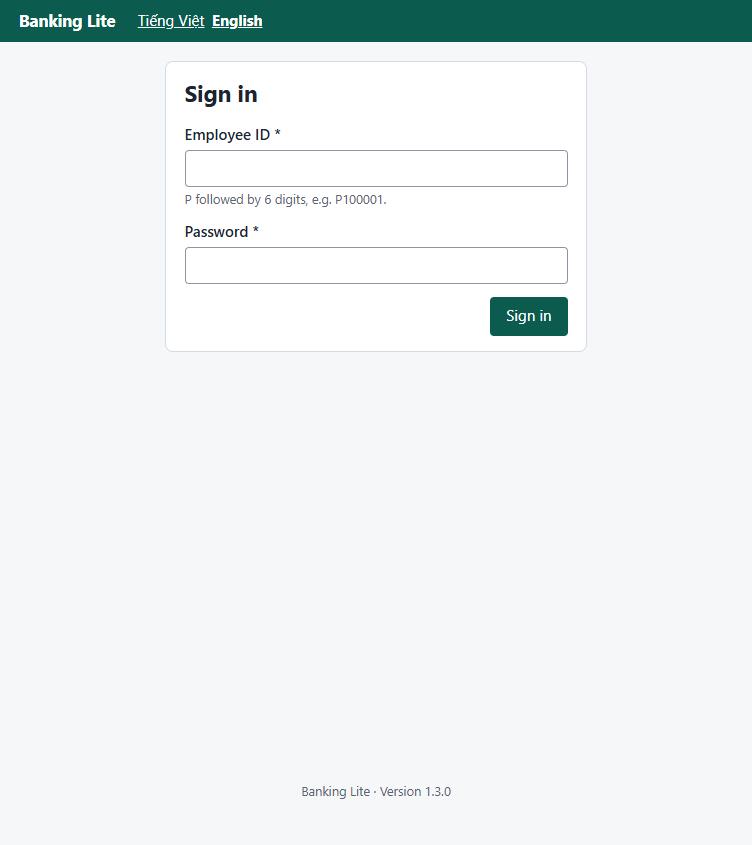 Banking Lite Tiếng Việt English
Sign in
Employee ID *
P followed by 6 digits, e.g. P100001.
Password *
Sign in
Banking Lite · Version 1.3.0